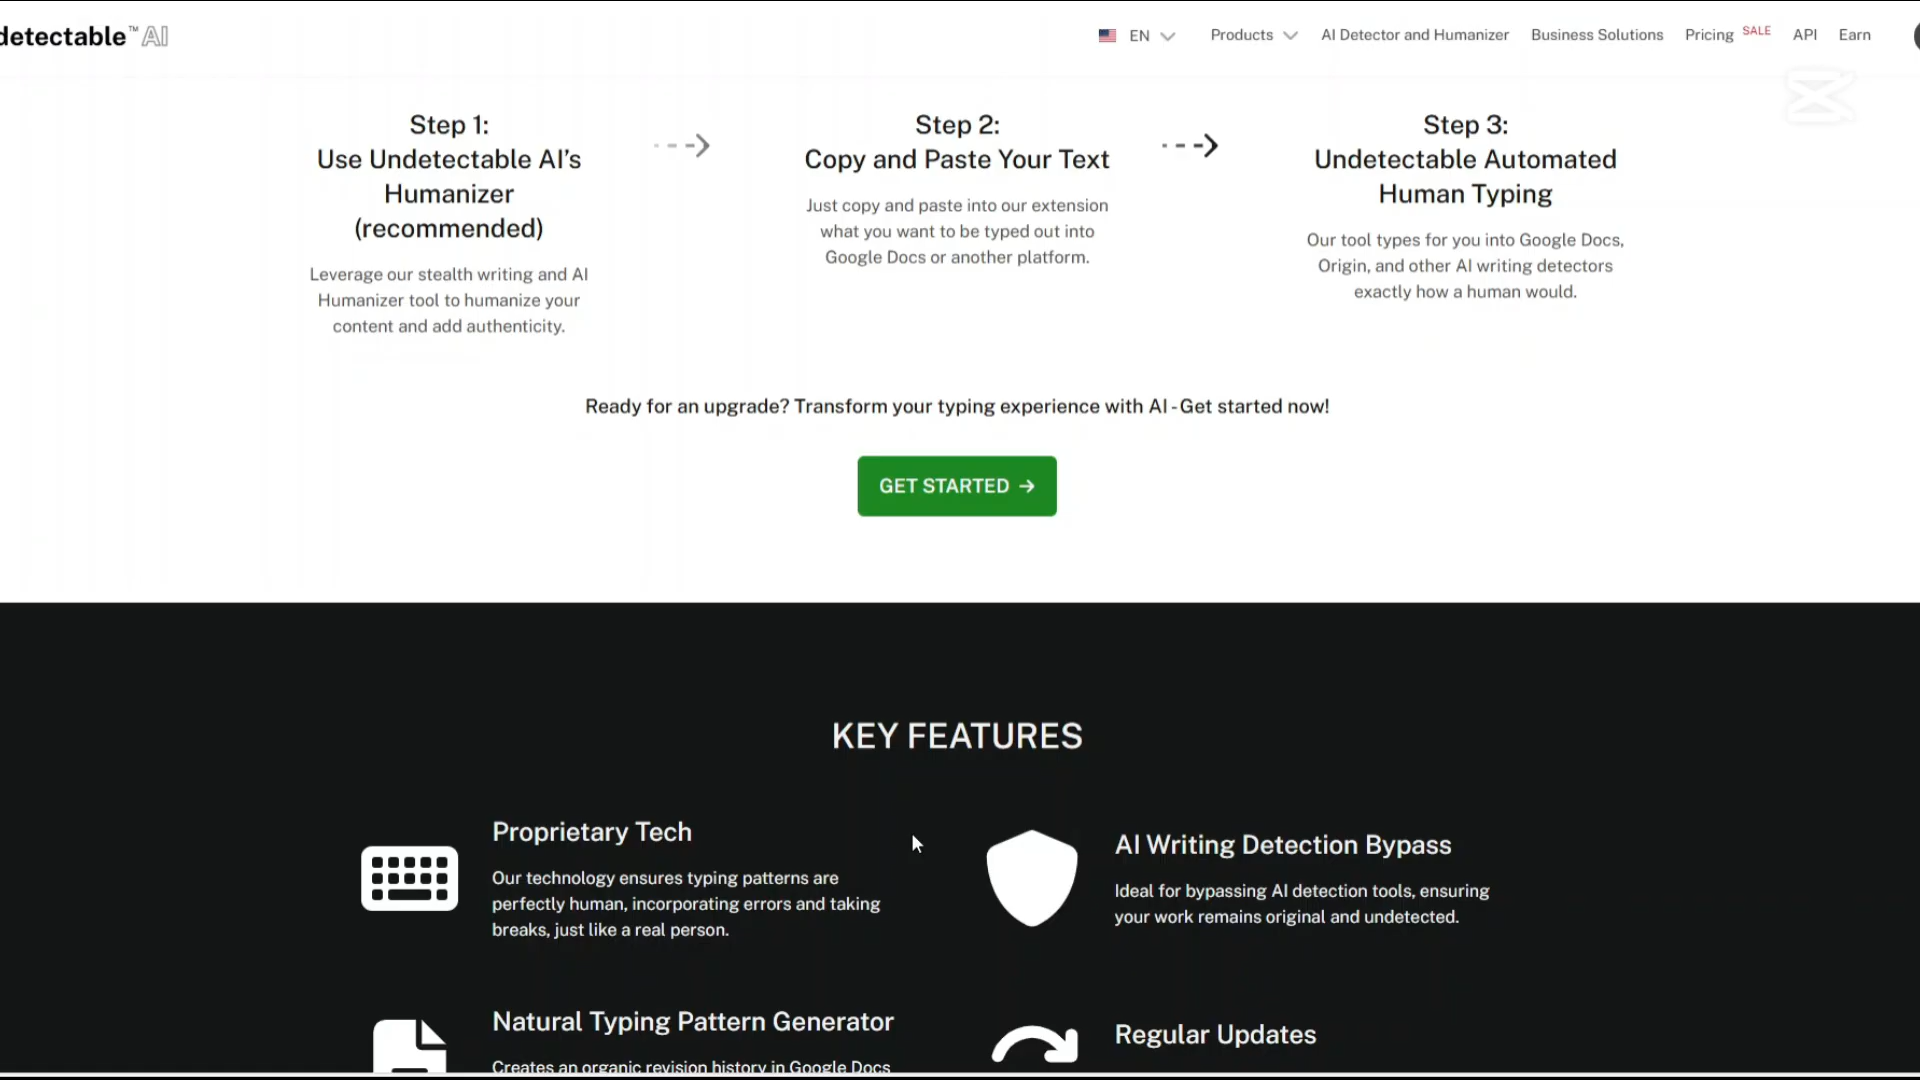 detectable™ AI
EN
Products
AI Detector and Humanizer
Business Solutions
Pricing SALE
API
Earn
Step 1:
Use Undetectable AI’s
Humanizer
(recommended)
Leverage our stealth writing and AI
Humanizer tool to humanize your
content and add authenticity.
Step 2:
Copy and Paste Your Text
Just copy and paste into our extension
what you want to be typed out into
Google Docs or another platform.
Step 3:
Undetectable Automated
Human Typing
Our tool types for you into Google Docs,
Origin, and other AI writing detectors
exactly how a human would.
Ready for an upgrade? Transform your typing experience with AI - Get started now!
GET STARTED →
KEY FEATURES
Proprietary Tech
Our technology ensures typing patterns are
perfectly human, incorporating errors and taking
breaks, just like a real person.
AI Writing Detection Bypass
Ideal for bypassing AI detection tools, ensuring
your work remains original and undetected.
Natural Typing Pattern Generator
Creates an organic revision history in Google Docs
Regular Updates